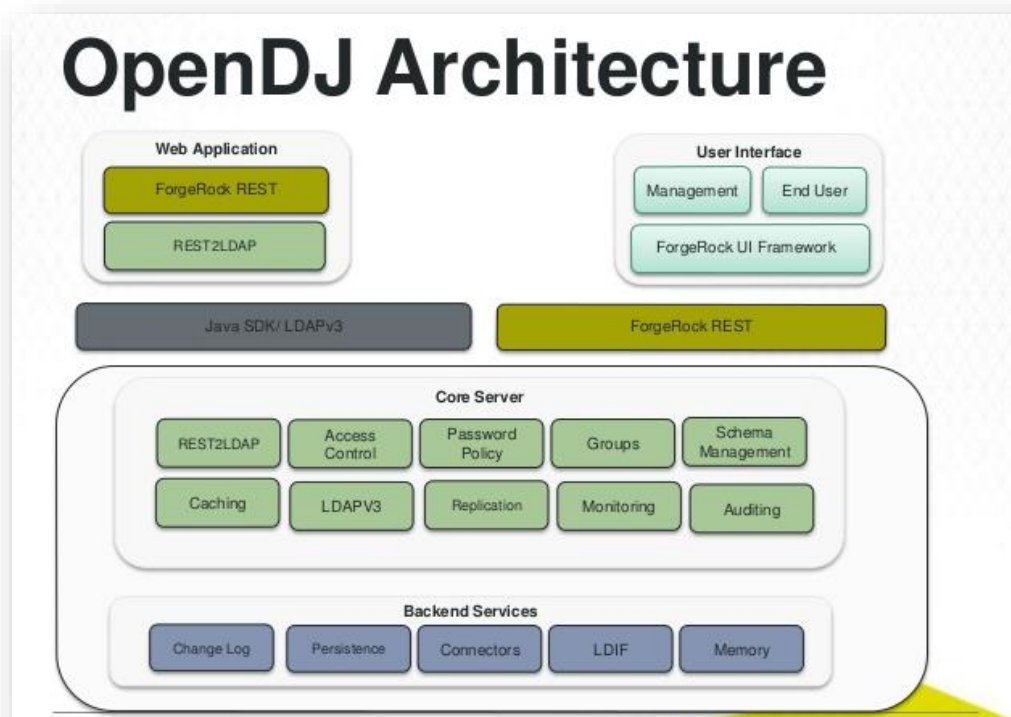 OpenDJ Architecture
Web Application
ForgeRock REST
REST2LDAP
User Interface
Management
End User
ForgeRock UI Framework
Java SDK/ LDAPv3
ForgeRock REST
Core Server
REST2LDAP
Access
Control
Password
Policy
Groups
Schema
Management
Caching
LDAPV3
Replication
Monitoring
Auditing
Backend Services
Change Log
Persistence
Connectors
LDIF
Memory